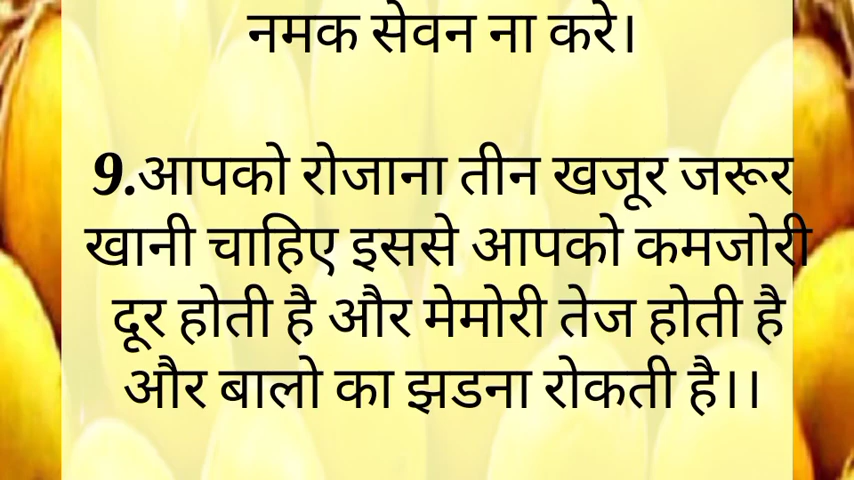 नमक सेवन ना करे।
9.आपको रोजाना तीन खजूर जरूर
खानी चाहिए इससे आपको कमजोरी
दूर होती है और मेमोरी तेज होती है
और बालो का झडना रोकती है।।